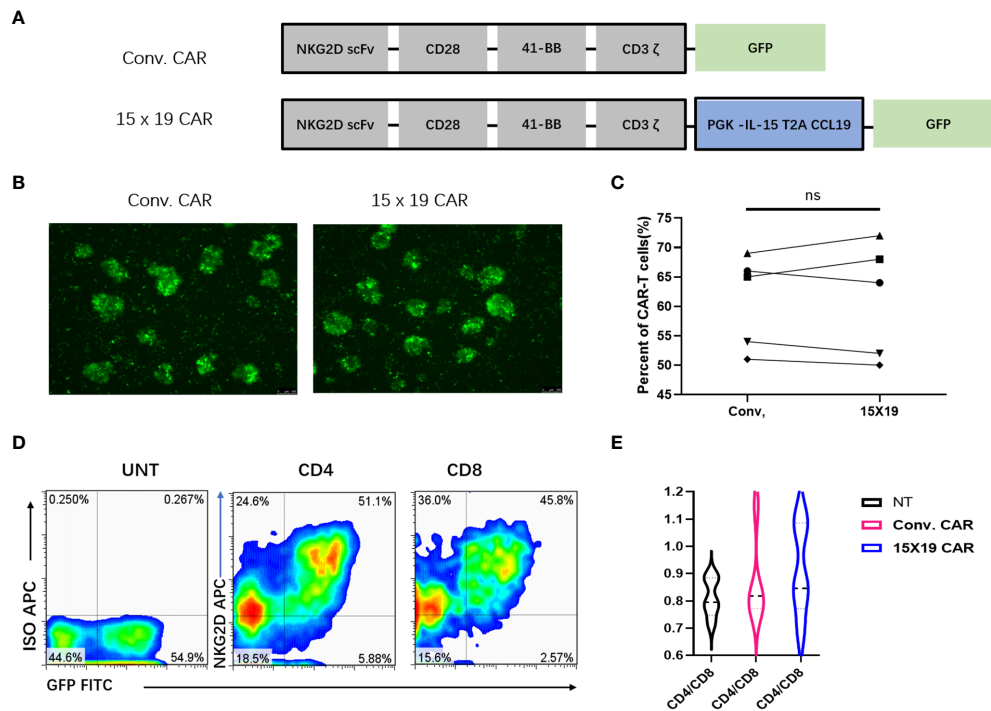 A
Conv. CAR
NKG2D scFv CD28 41-BB CD3 ζ GFP
15 x 19 CAR
NKG2D scFv CD28 41-BB CD3 ζ PGK -IL-15 T2A CCL19 GFP
B
Conv. CAR 15 x 19 CAR
C
ns
Percent of CAR-T cells(%)
75
70
65
60
55
50
45
Conv, 15X19
D
UNT CD4 CD8
ISO APC
0.250% 0.267%
44.6% 54.9%
NKG2D APC
24.6% 51.1%
18.5% 5.88%
36.0% 45.8%
15.6% 2.57%
GFP FITC
E
1.2
1.1
1.0
0.9
0.8
0.7
0.6
CD4/CD8 CD4/CD8 CD4/CD8
NT
Conv. CAR
15X19 CAR